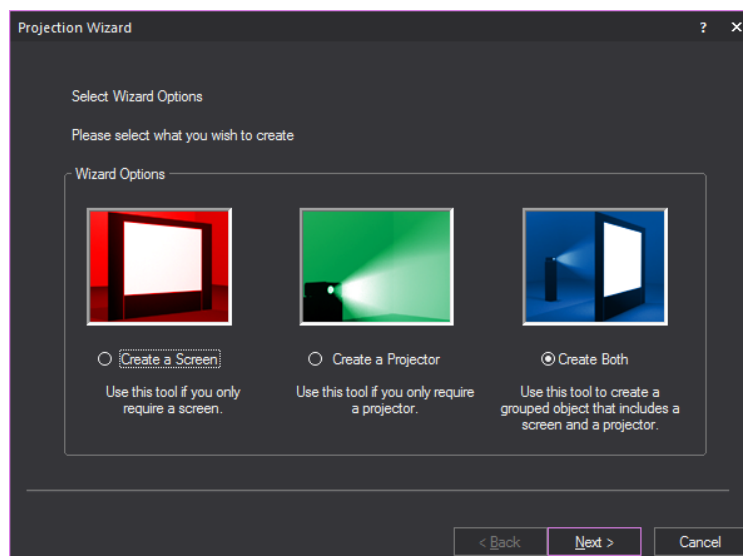 Projection Wizard
?
Select Wizard Options
Please select what you wish to create
Wizard Options
Create a Screen
Create a Projector
Create Both
Use this tool if you only
require a screen.
Use this tool if you only require
a projector.
Use this tool to create a
grouped object that includes a
screen and a projector.
< Back
Next >
Cancel